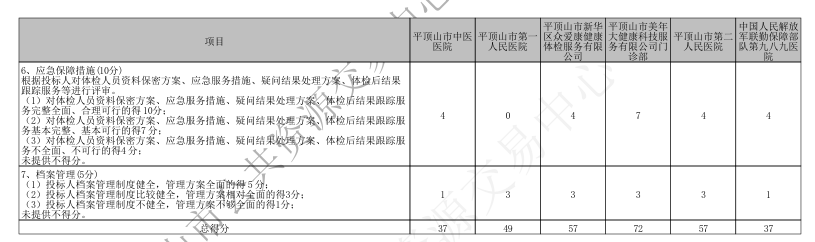 项目
平顶山市中医
医院
平顶山市第一
人民医院
平顶山市新华
区众爱康健康
体检服务有限
公司
平顶山市美年
大健康科技服
务有限公司门
诊部
平顶山市第二
人民医院
中国人民解放
军联勤保障部
队第九八九医
院
6、应急保障措施(10分)
根据投标人对体检人员资料保密方案、应急服务措施、疑问结果处理方案、体检后结果
跟踪服务等进行评审。
（1）对体检人员资料保密方案、应急服务措施、疑问结果处理方案、体检后结果跟踪服
务完整全面、合理可行的得10分；
（2）对体检人员资料保密方案、应急服务措施、疑问结果处理方案、体检后结果跟踪服
务基本完整、基本可行的得7分；
（3）对体检人员资料保密方案、应急服务措施、疑问结果处理方案、体检后结果跟踪服
务不全面、不可行的得4分；
未提供不得分。
4 0 4 7 4 4
7、档案管理(5分)
（1）投标人档案管理制度健全，管理方案全面的得5分；
（2）投标人档案管理制度比较健全，管理方案相对全面的得3分；
（3）投标人档案管理制度不健全，管理方案不够全面的得1分；
未提供不得分。
1 3 3 3 3 1
总得分 37 49 57 72 57 37
山市公共资源交易中心
资源交易中心